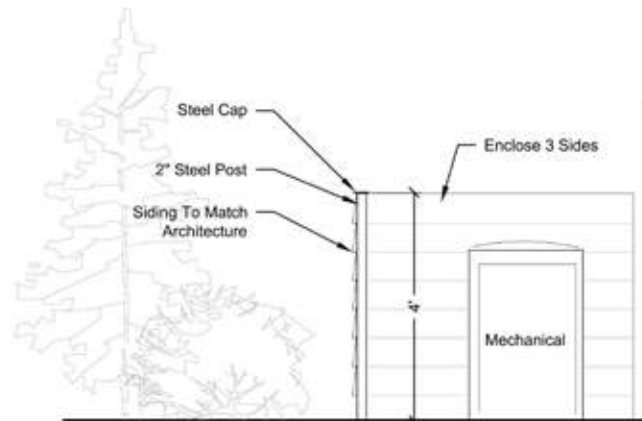 Steel Cap
Enclose 3 Sides
2" Steel Post
Siding To Match
Architecture
4'
Mechanical